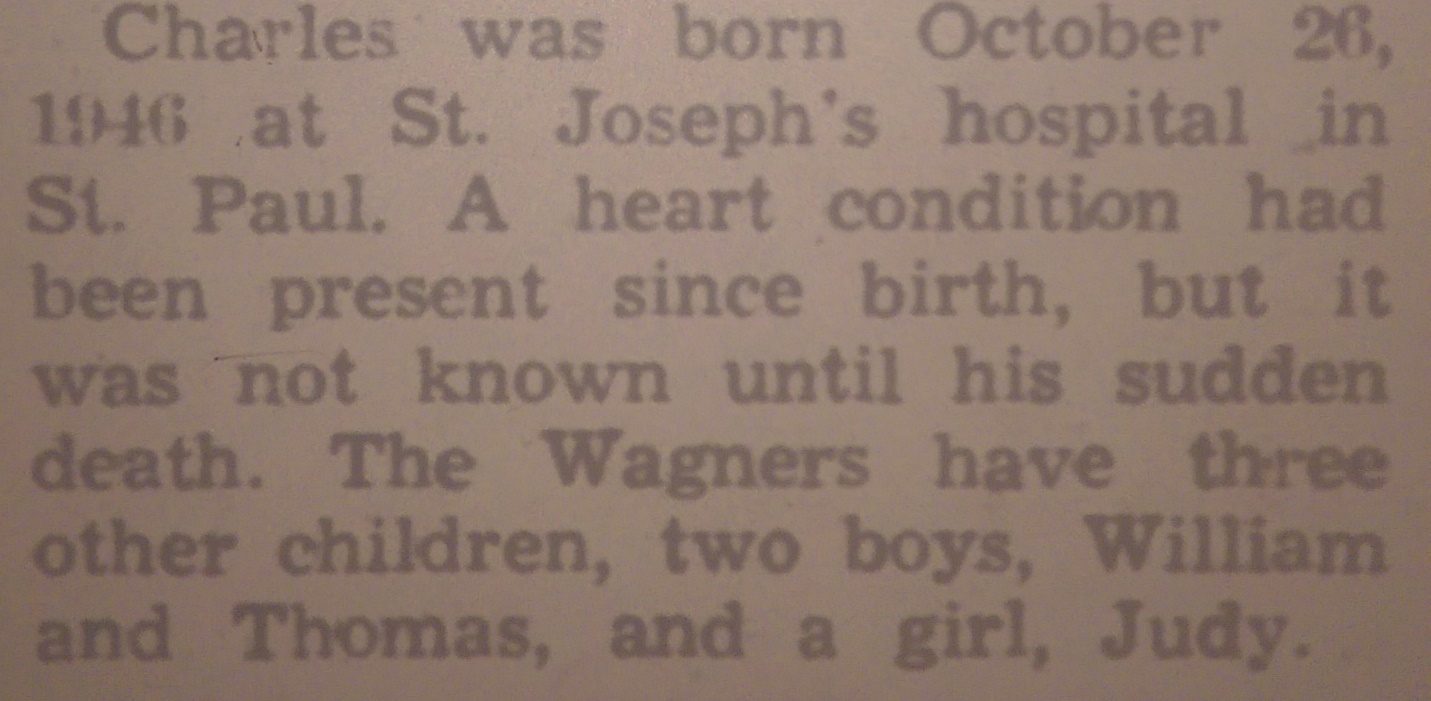 Charles was born October 26,
1946 at St. Joseph's hospital in
St. Paul. A heart condition had
been present since birth, but it
was not known until his sudden
death. The Wagners have three
other children, two boys, William
and Thomas, and a girl, Judy.